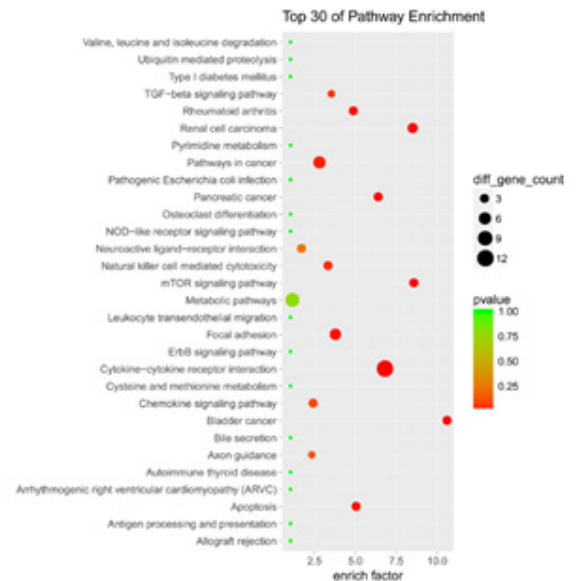 Top 30 of Pathway Enrichment
Valine, leucine and isoleucine degradation
Ubiquitin mediated proteolysis
Type I diabetes mellitus
TGF-beta signaling pathway
Rheumatoid arthritis
Renal cell carcinoma
Pyrimidine metabolism
Pathways in cancer
Pathogenic Escherichia coli infection
Pancreatic cancer
Osteoclast differentiation
NOD-like receptor signaling pathway
Neuroactive ligand-receptor interaction
Natural killer cell mediated cytotoxicity
mTOR signaling pathway
Metabolic pathways
Leukocyte transendothelial migration
Focal adhesion
ErbB signaling pathway
Cytokine-cytokine receptor interaction
Cysteine and methionine metabolism
Chemokine signaling pathway
Bladder cancer
Bile secretion
Axon guidance
Autoimmune thyroid disease
Arrhythmogenic right ventricular cardiomyopathy (ARVC)
Apoptosis
Antigen processing and presentation
Allograft rejection
2.5 5.0 7.5 10.0
enrich factor
diff_gene_count
3
6
9
12
pvalue
1.00
0.75
0.50
0.25